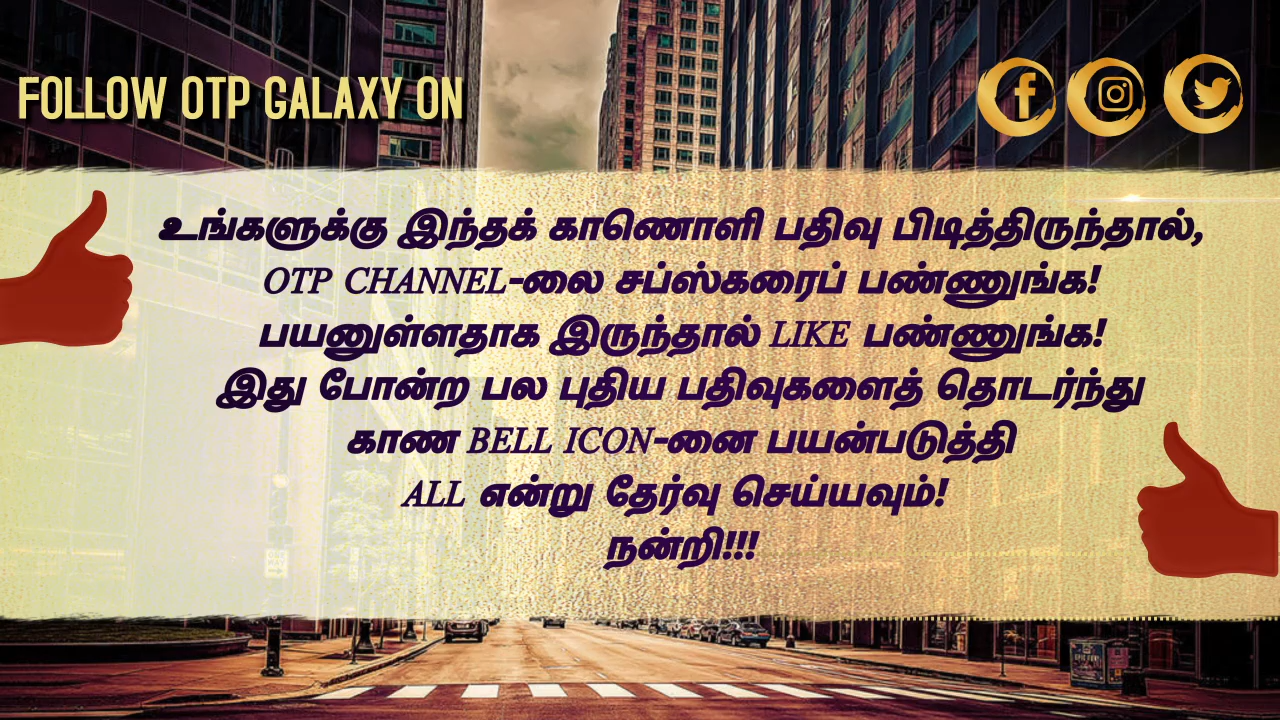 FOLLOW OTP GALAXY ON
உங்களுக்கு இந்தக் காணொளி பதிவு பிடித்திருந்தால்,
OTP CHANNEL-லை சப்ஸ்கரைப் பண்ணுங்க!
பயனுள்ளதாக இருந்தால் LIKE பண்ணுங்க!
இது போன்ற பல புதிய பதிவுகளைத் தொடர்ந்து
காண BELL ICON-னை பயன்படுத்தி
ALL என்று தேர்வு செய்யவும்!
நன்றி!!!